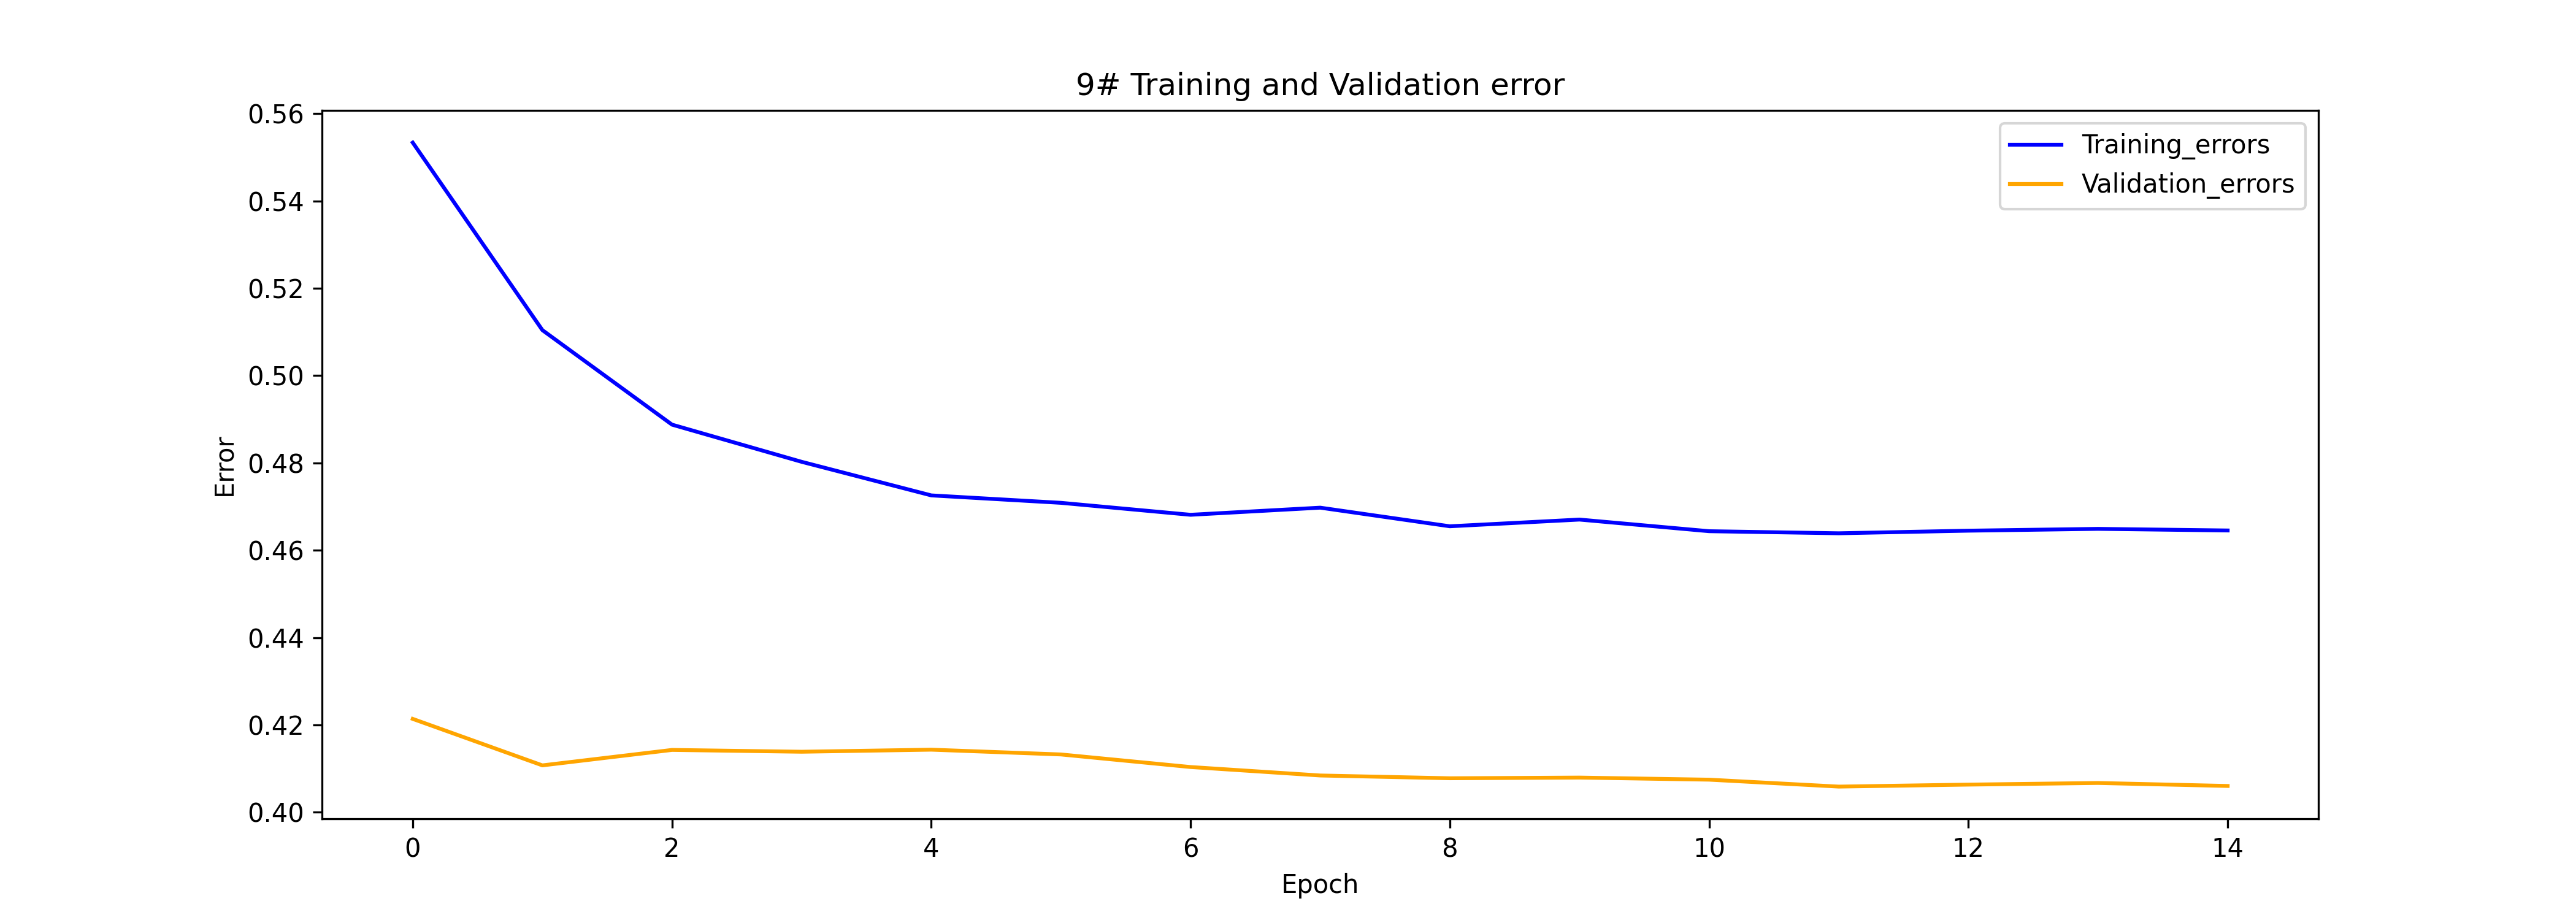 9# Training and Validation error
0.56
0.54
0.52
0.50
0.48
0.46
0.44
0.42
0.40
Error
Training_errors
Validation_errors
0 2 4 6 8 10 12 14
Epoch